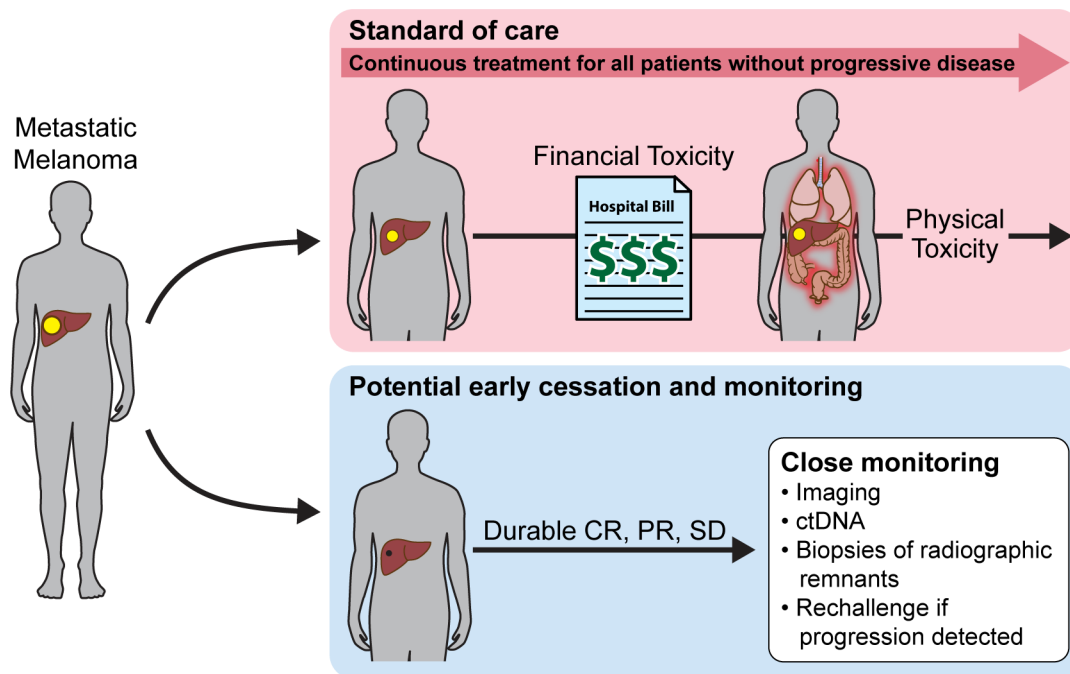 Metastatic
Melanoma
Standard of care
Continuous treatment for all patients without progressive disease
Financial Toxicity
Hospital Bill
$$$
Physical
Toxicity
Potential early cessation and monitoring
Durable CR, PR, SD
Close monitoring
• Imaging
• ctDNA
• Biopsies of radiographic
remnants
• Rechallenge if
progression detected